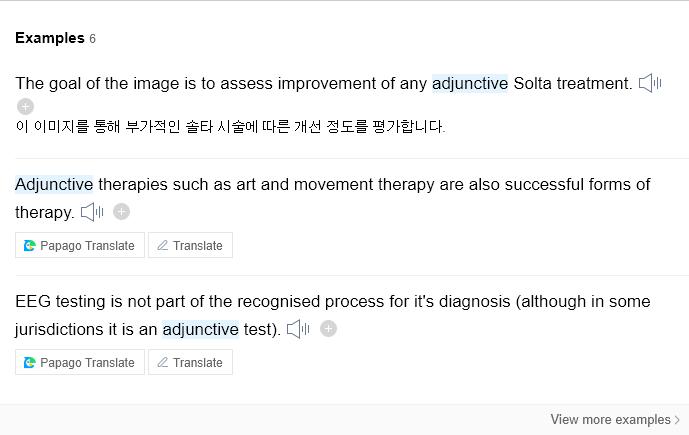 Examples 6
The goal of the image is to assess improvement of any adjunctive Solta treatment.
이 이미지를 통해 부가적인 솔타 시술에 따른 개선 정도를 평가합니다.
Adjunctive therapies such as art and movement therapy are also successful forms of
therapy.
Papago Translate Translate
EEG testing is not part of the recognised process for it's diagnosis (although in some
jurisdictions it is an adjunctive test).
Papago Translate Translate
View more examples